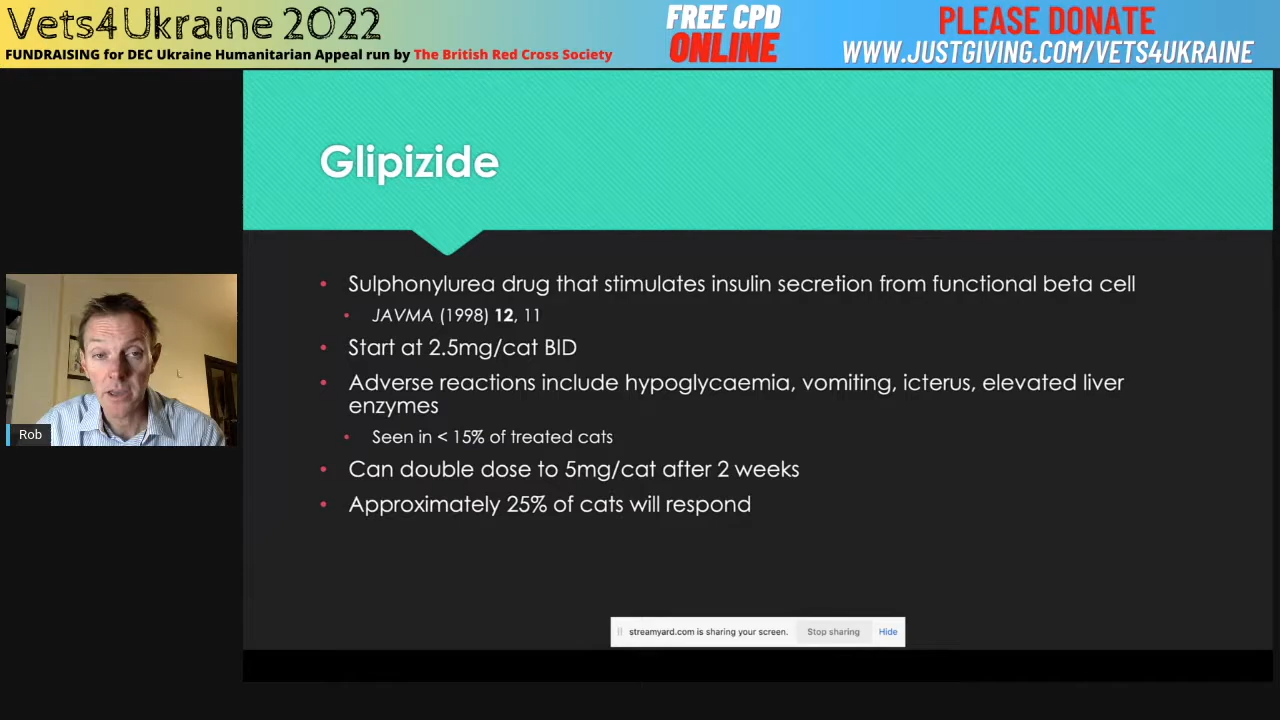 Vets4Ukraine 2022
FUNDRAISING for DEC Ukraine Humanitarian Appeal run by The British Red Cross Society
FREE CPD
ONLINE
PLEASE DONATE
WWW.JUSTGIVING.COM/VETS4UKRAINE
Glipizide
• Sulphonylurea drug that stimulates insulin secretion from functional beta cell
• JAVMA (1998) 12, 11
• Start at 2.5mg/cat BID
• Adverse reactions include hypoglycaemia, vomiting, icterus, elevated liver
enzymes
• Seen in < 15% of treated cats
• Can double dose to 5mg/cat after 2 weeks
• Approximately 25% of cats will respond
Rob
streamyard.com is sharing your screen. Stop sharing Hide